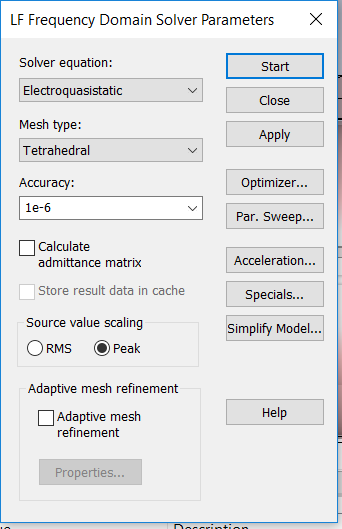 LF Frequency Domain Solver Parameters
Solver equation:
Electroquasistatic
Mesh type:
Tetrahedral
Accuracy:
1e-6
Calculate
admittance matrix
Store result data in cache
Source value scaling
RMS
Peak
Adaptive mesh refinement
Adaptive mesh
refinement
Properties...
Start
Close
Apply
Optimizer...
Par. Sweep...
Acceleration...
Specials...
Simplify Model...
Help
Description